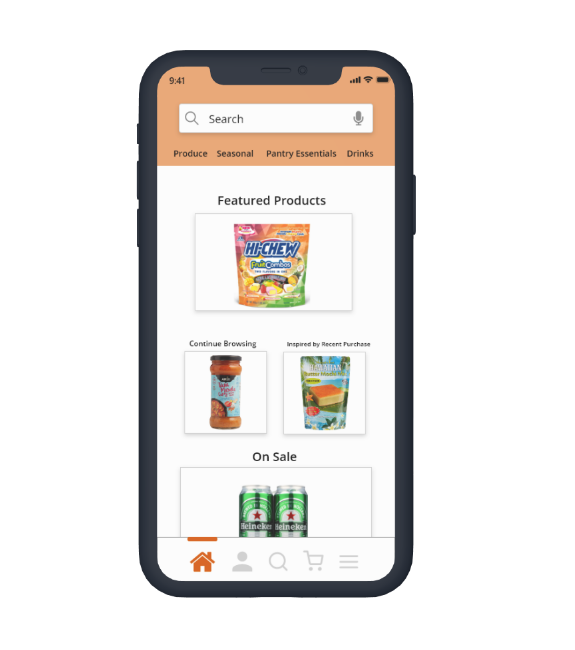 9:41
Search
Produce Seasonal Pantry Essentials Drinks
Featured Products
HI-CHEW
Fruit Combos
Continue Browsing
Inspired by Recent Purchase
HAWAIIAN
On Sale
Heineken Heineken